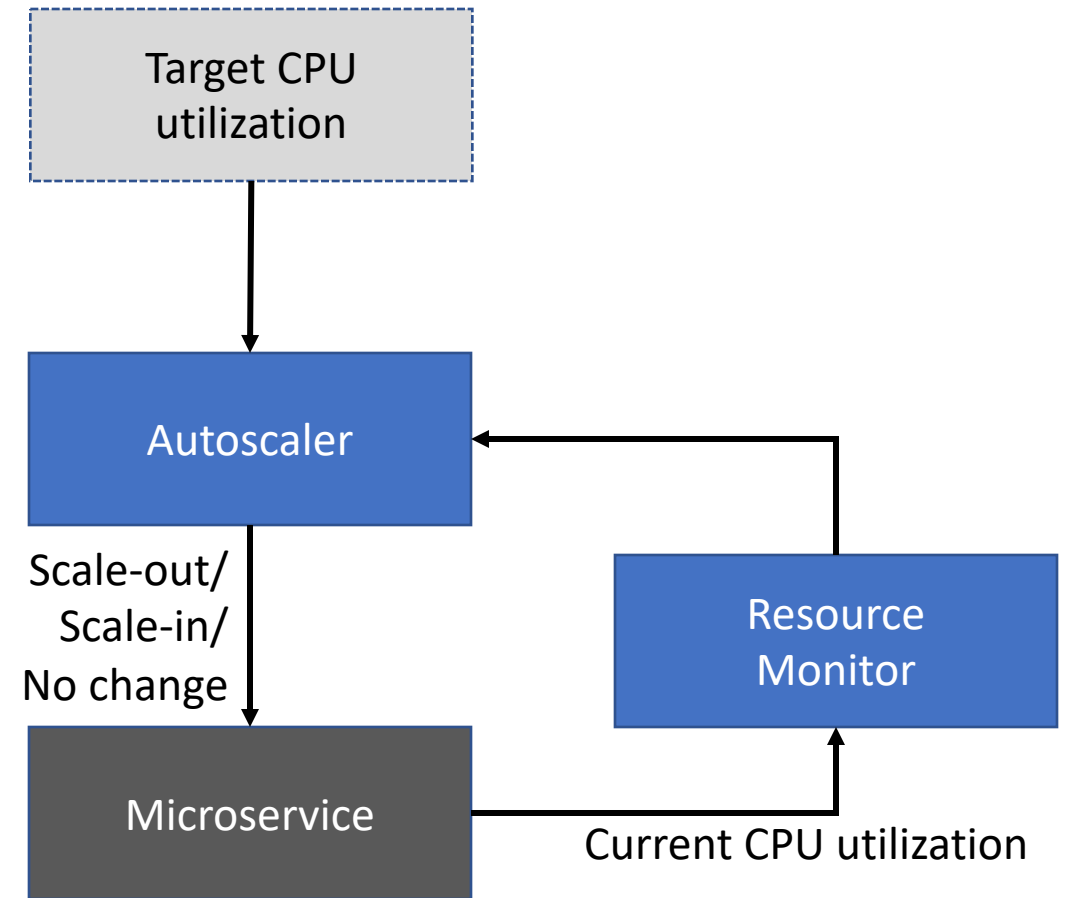 Target CPU
utilization
Autoscaler
Scale-out/
Scale-in/
No change
Resource
Monitor
Microservice
Current CPU utilization